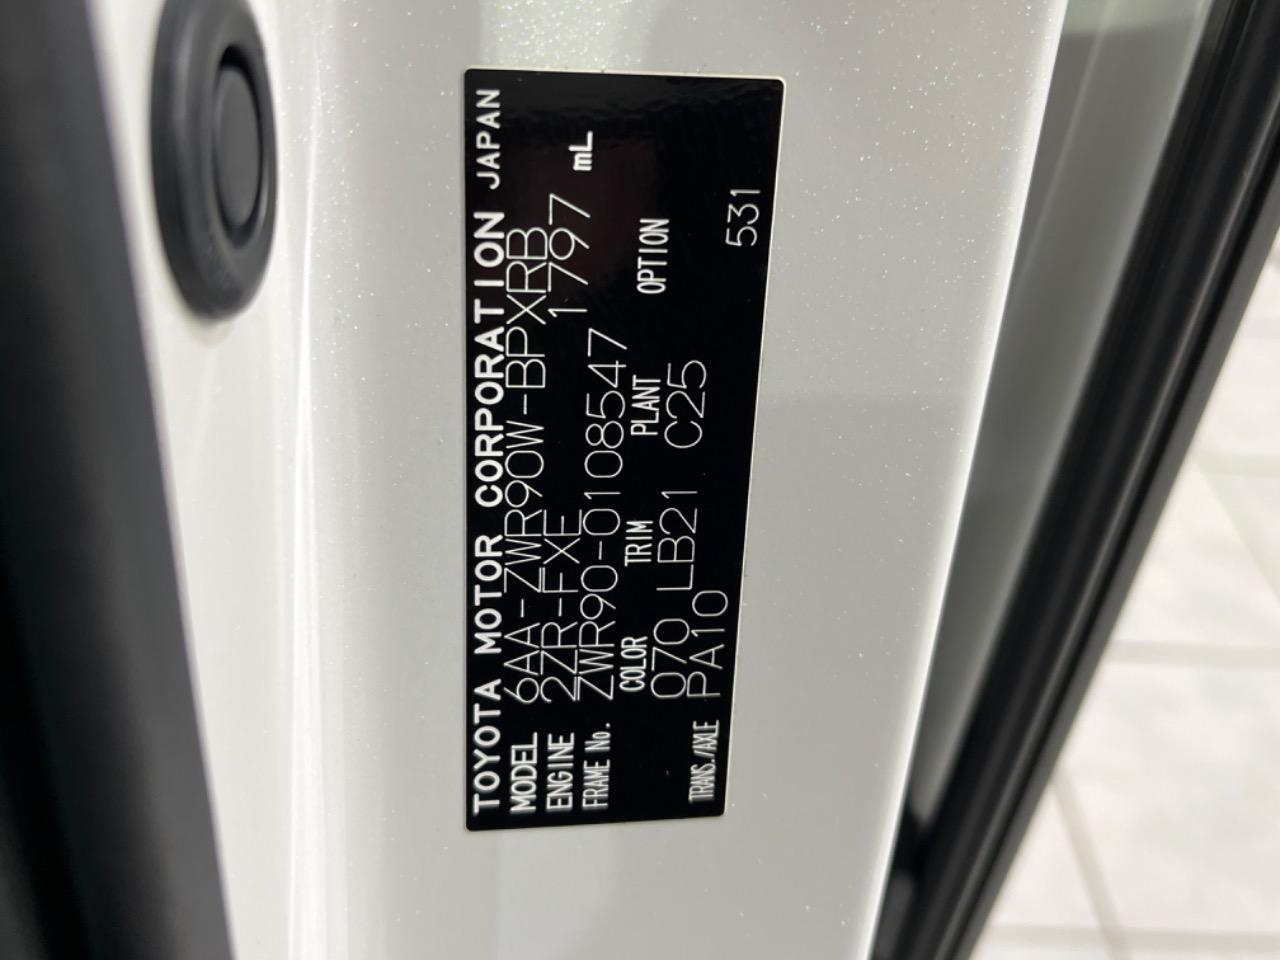 TOYOTA MOTOR CORPORATION JAPAN
MODEL 6AA-ZWR90W-BPXRB
ENGINE 2ZR-FXE 1797 mL
FRAME No. ZWR90-0108547
COLOR TRIM PLANT OPTION
070 LB21 C25
TRANS./AXLE PA10
531